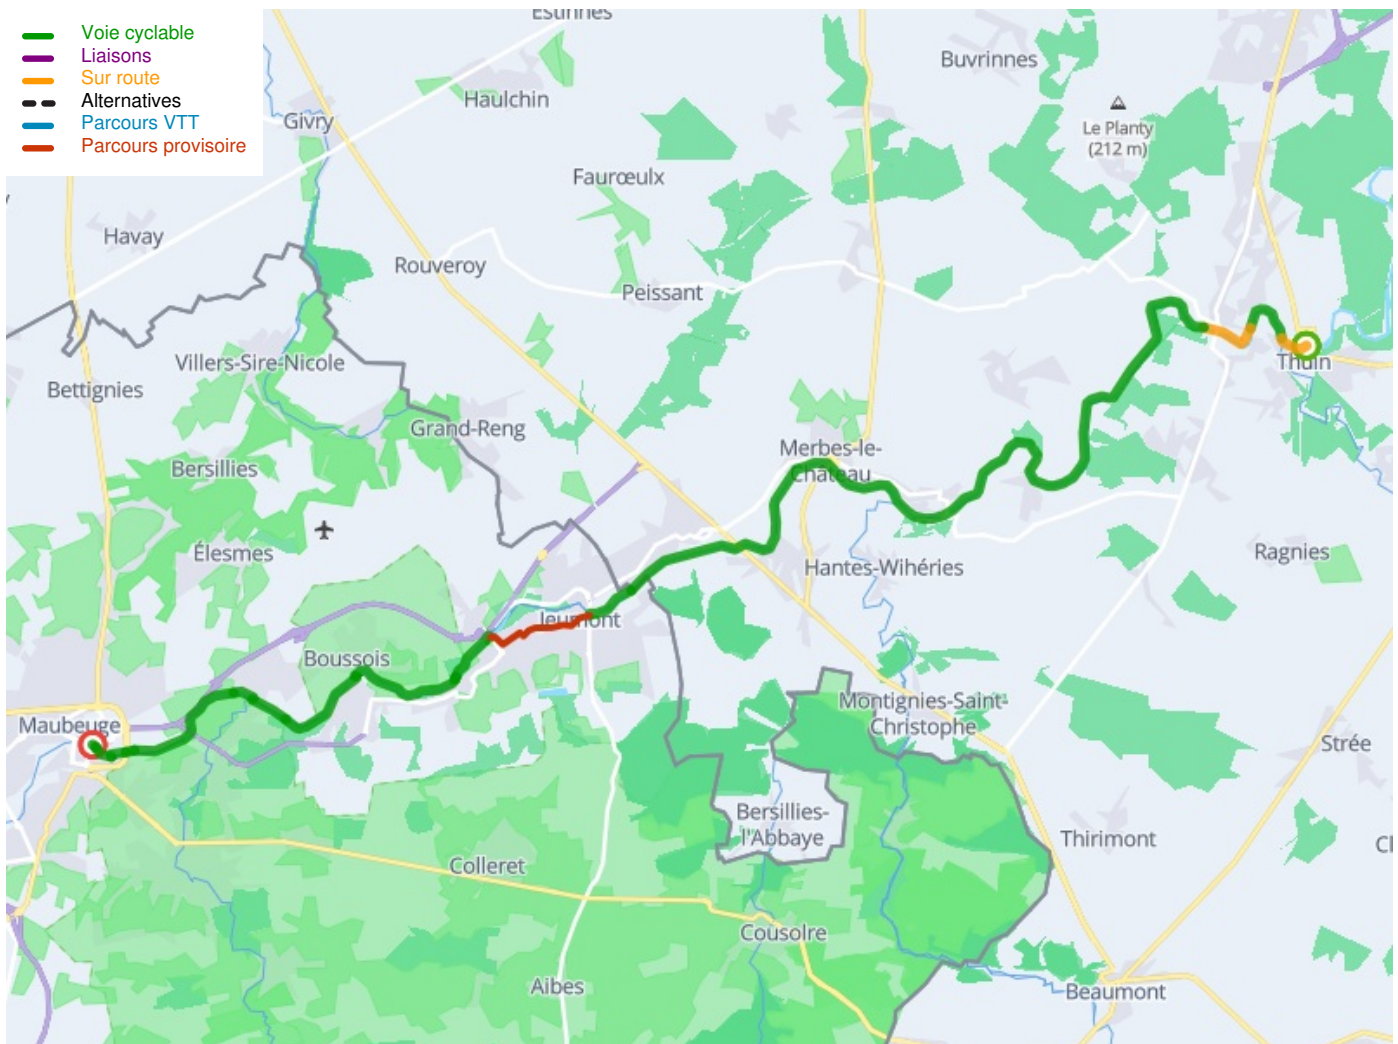 Voie cyclable
Liaisons
Sur route
Alternatives
Parcours VTT
Parcours provisoire
Estinnes
Buvrinnes
Haulchin
Givry
Le Planty
(212 m)
Faurœulx
Havay
Rouveroy
Peissant
Villers-Sire-Nicole
Thuin
Bettignies
Grand-Reng
Merbes-le-
Château
Bersillies
Élesmes
Ragnies
Hantes-Wihéries
Jeumont
Boussois
Montignies-Saint-
Christophe
Maubeuge
Strée
Bersillies-
l'Abbaye
Thirimont
Colleret
Cousolre
Aibes
Beaumont